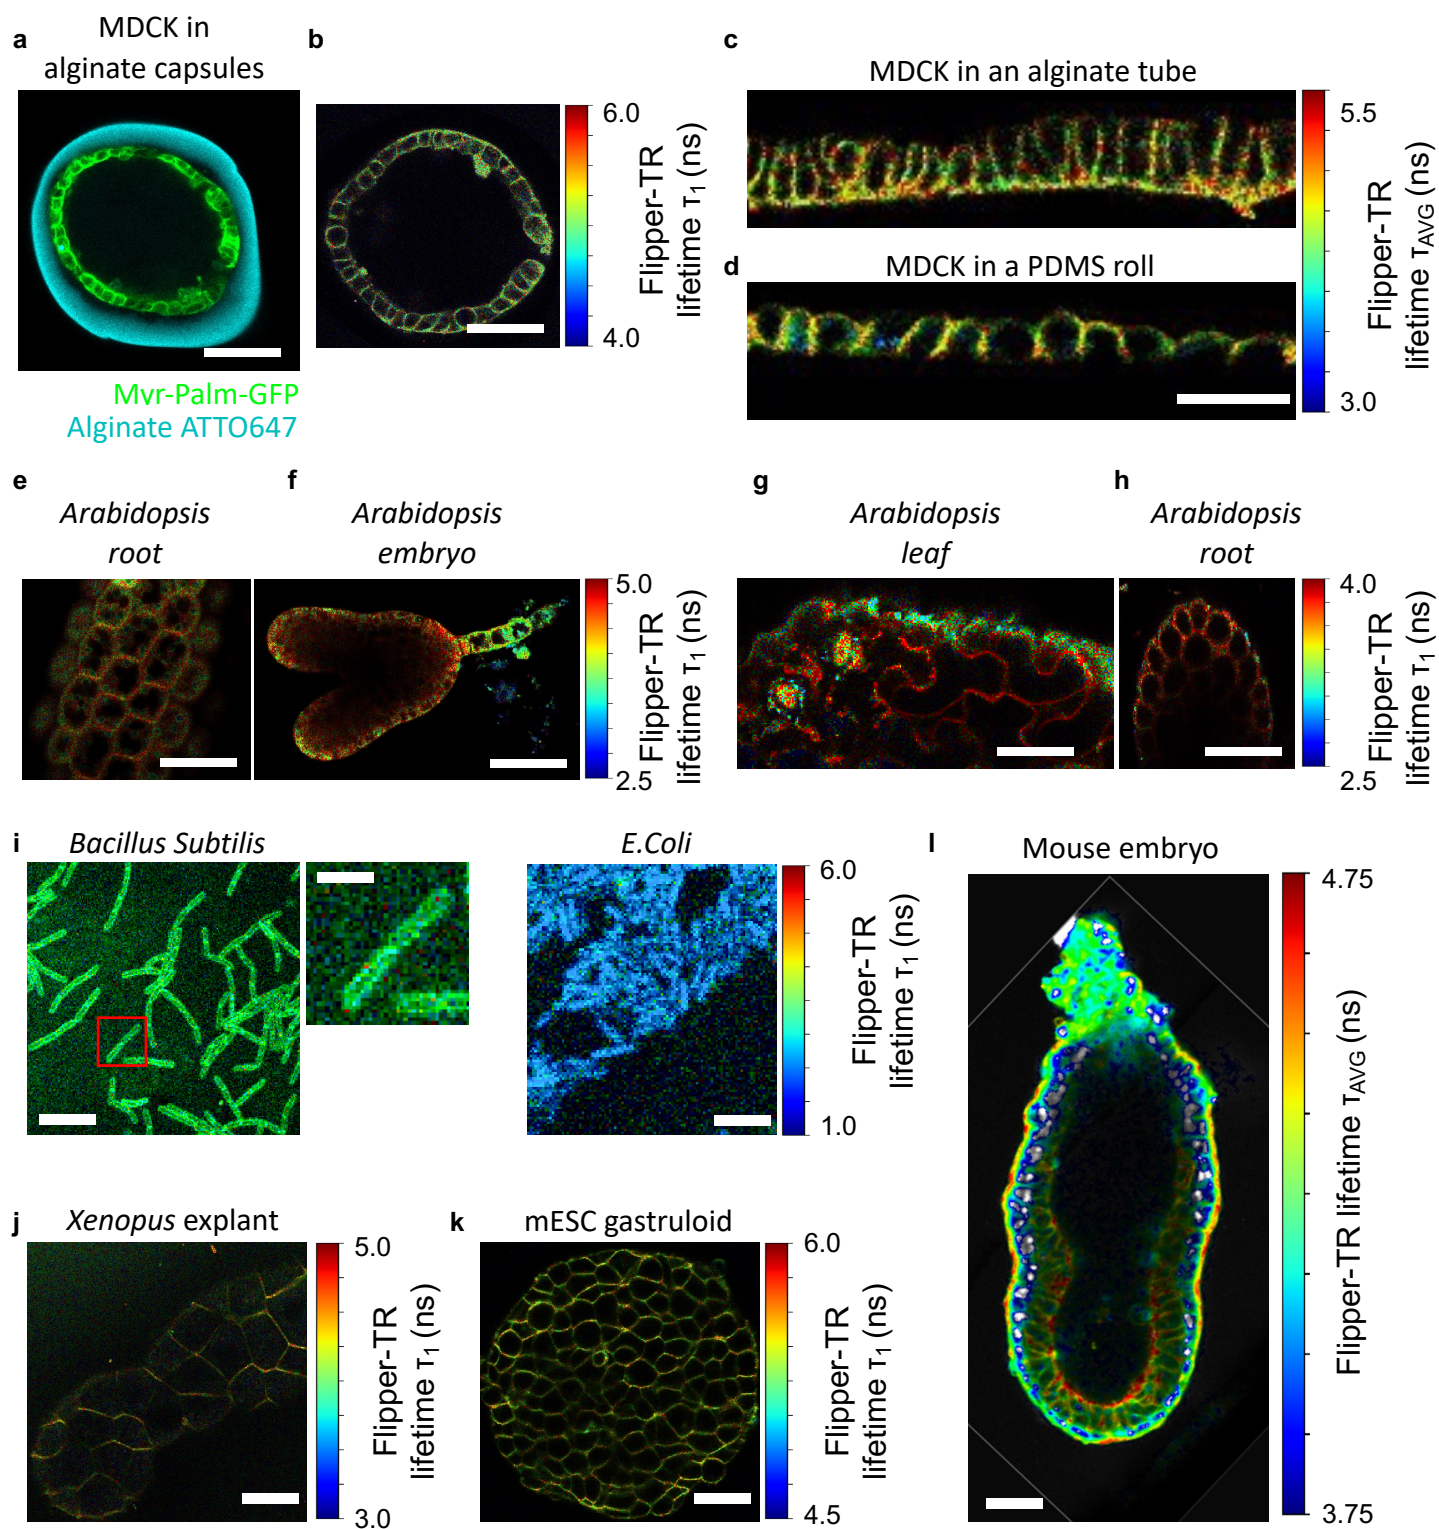 a
MDCK in
alginate capsules
Mvr-Palm-GFP
Alginate ATTO647
b
6.0
4.0
Flipper-TR
lifetime τ1 (ns)
c
MDCK in an alginate tube
d
MDCK in a PDMS roll
5.5
3.0
Flipper-TR
lifetime τAVG (ns)
e
Arabidopsis
root
f
Arabidopsis
embryo
5.0
2.5
Flipper-TR
lifetime τ1 (ns)
g
Arabidopsis
leaf
h
Arabidopsis
root
4.0
2.5
Flipper-TR
lifetime τ1 (ns)
i
Bacillus Subtilis
E.Coli
6.0
1.0
Flipper-TR
lifetime τ1 (ns)
j
Xenopus explant
5.0
3.0
Flipper-TR
lifetime τ1 (ns)
k
mESC gastruloid
6.0
4.5
Flipper-TR
lifetime τ1 (ns)
l
Mouse embryo
4.75
3.75
Flipper-TR lifetime τAVG (ns)